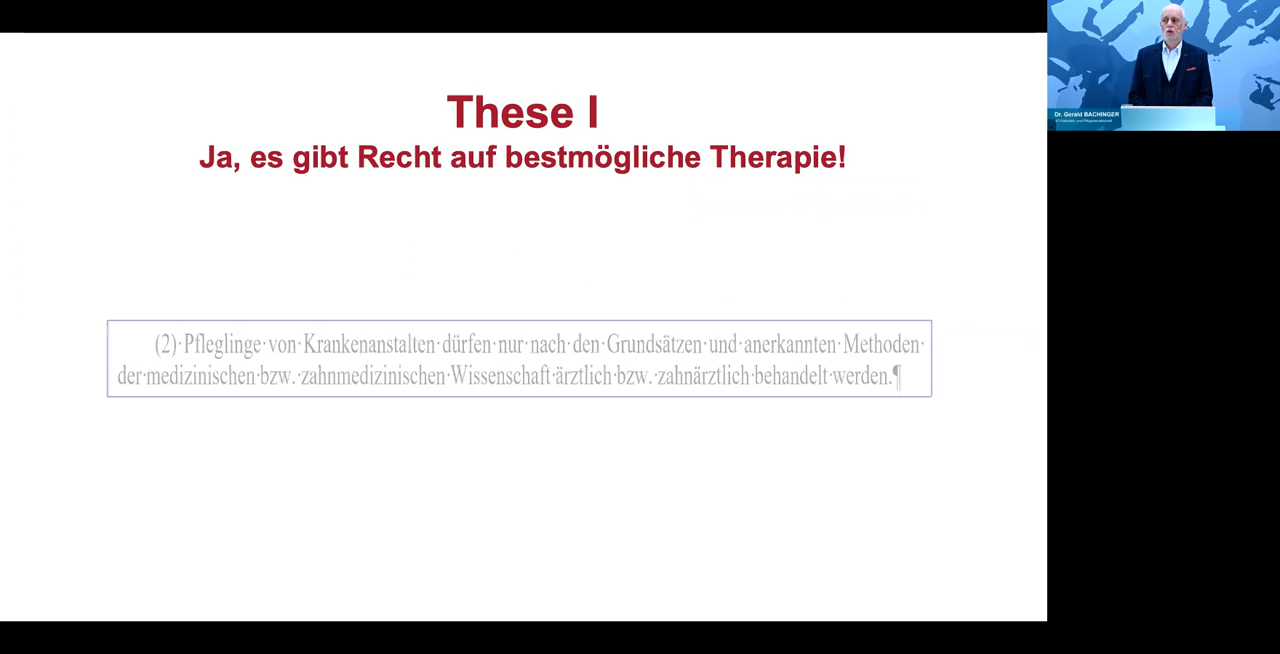 These I
Ja, es gibt Recht auf bestmögliche Therapie!
(2)·Pfleglinge·von·Krankenanstalten·dürfen·nur·nach·den·Grundsätzen·und·anerkannten·Methoden·
der·medizinischen·bzw.·zahnmedizinischen·Wissenschaft·ärztlich·bzw.·zahnärztlich·behandelt·werden.¶
Dr. Gerald BACHINGER